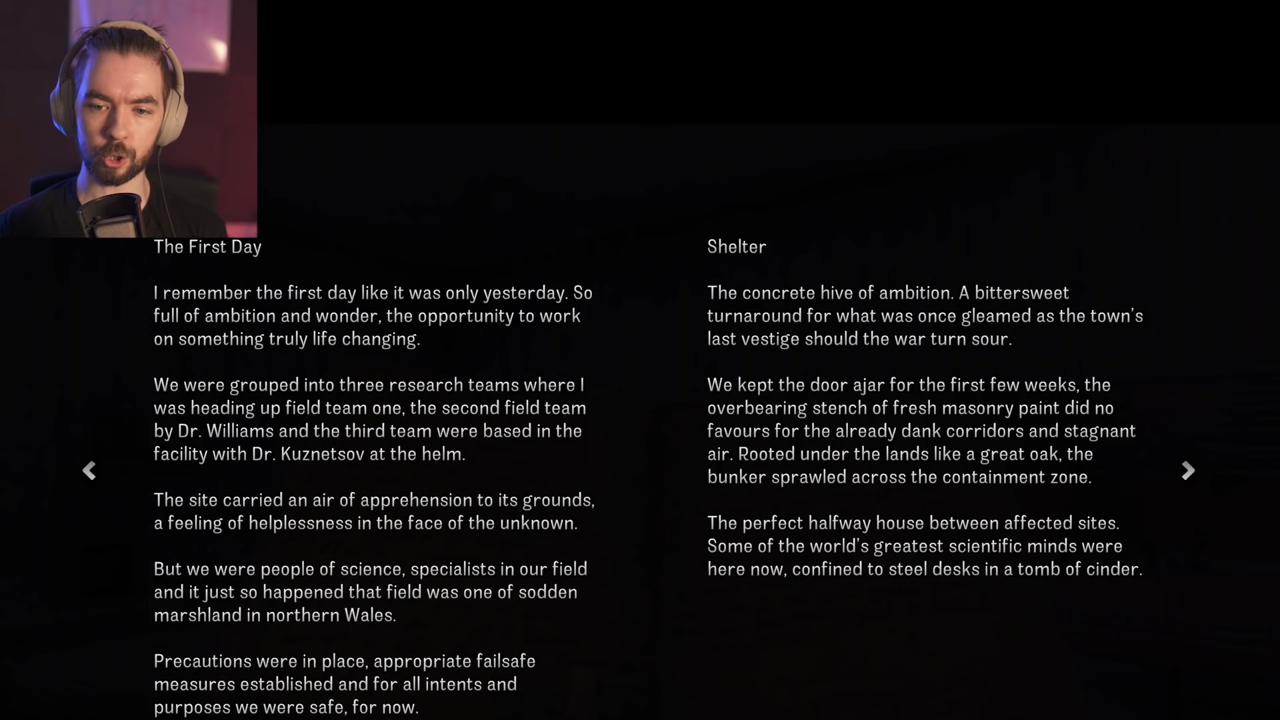 The First Day
I remember the first day like it was only yesterday. So
full of ambition and wonder, the opportunity to work
on something truly life changing.
We were grouped into three research teams where I
was heading up field team one, the second field team
by Dr. Williams and the third team were based in the
facility with Dr. Kuznetsov at the helm.
The site carried an air of apprehension to its grounds,
a feeling of helplessness in the face of the unknown.
But we were people of science, specialists in our field
and it just so happened that field was one of sodden
marshland in northern Wales.
Precautions were in place, appropriate failsafe
measures established and for all intents and
purposes we were safe, for now.
Shelter
The concrete hive of ambition. A bittersweet
turnaround for what was once gleamed as the town's
last vestige should the war turn sour.
We kept the door ajar for the first few weeks, the
overbearing stench of fresh masonry paint did no
favours for the already dank corridors and stagnant
air. Rooted under the lands like a great oak, the
bunker sprawled across the containment zone.
The perfect halfway house between affected sites.
Some of the world's greatest scientific minds were
here now, confined to steel desks in a tomb of cinder.